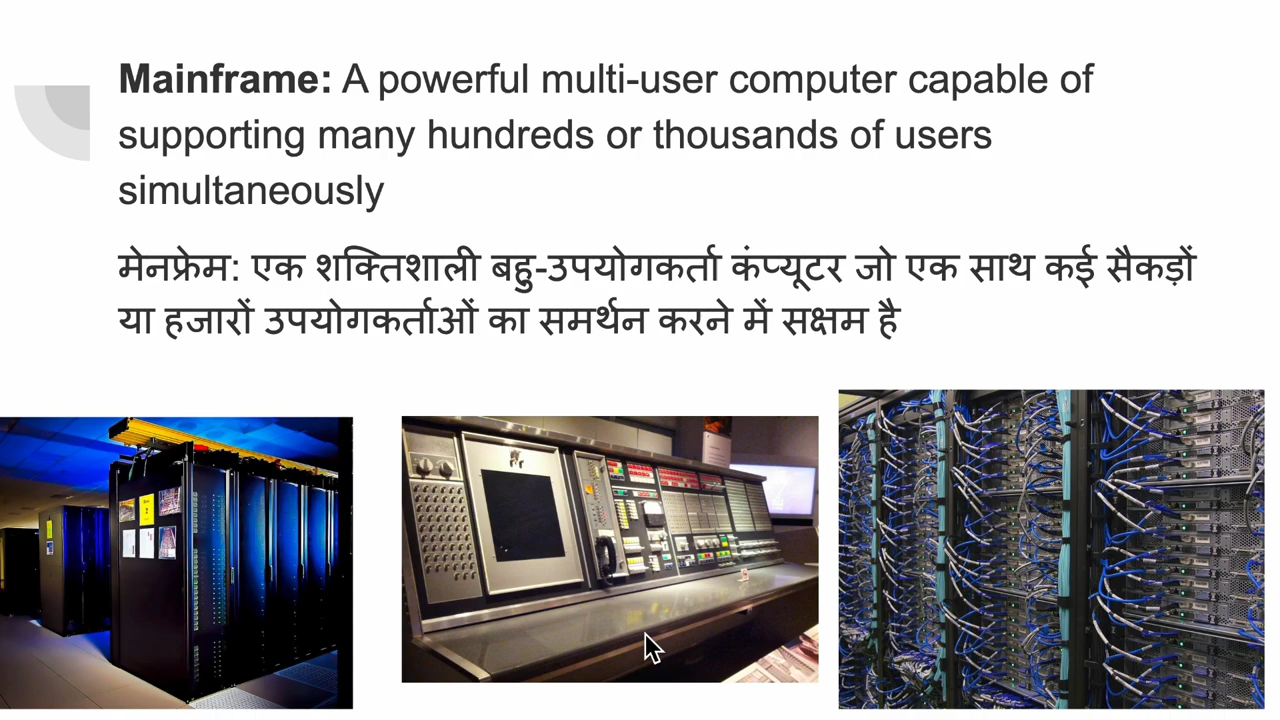 Mainframe: A powerful multi-user computer capable of
supporting many hundreds or thousands of users
simultaneously
मेनफ्रेम: एक शक्तिशाली बहु-उपयोगकर्ता कंप्यूटर जो एक साथ कई सैकड़ों
या हजारों उपयोगकर्ताओं का समर्थन करने में सक्षम है